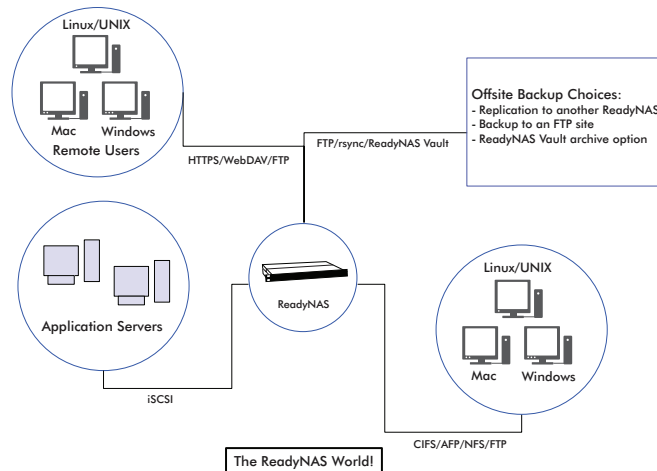 Linux/UNIX
Mac Windows
Remote Users
HTTPS/WebDAV/FTP
FTP/rsync/ReadyNAS Vault
Offsite Backup Choices:
- Replication to another ReadyNAS
- Backup to an FTP site
- ReadyNAS Vault archive option
Application Servers
iSCSI
ReadyNAS
Linux/UNIX
Mac Windows
CIFS/AFP/NFS/FTP
The ReadyNAS World!